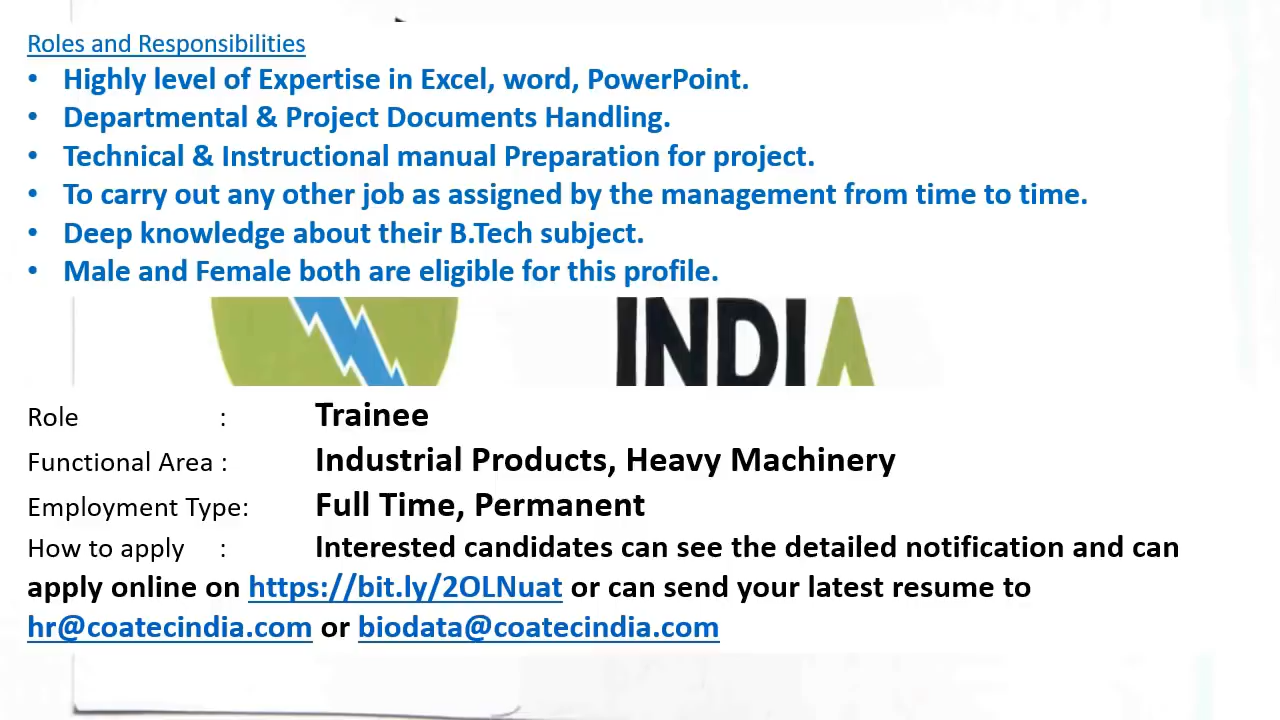 Roles and Responsibilities
• Highly level of Expertise in Excel, word, PowerPoint.
• Departmental & Project Documents Handling.
• Technical & Instructional manual Preparation for project.
• To carry out any other job as assigned by the management from time to time.
• Deep knowledge about their B.Tech subject.
• Male and Female both are eligible for this profile.
INDIA
Role : Trainee
Functional Area : Industrial Products, Heavy Machinery
Employment Type: Full Time, Permanent
How to apply : Interested candidates can see the detailed notification and can
apply online on https://bit.ly/2OLNuat or can send your latest resume to
hr@coatecindia.com or biodata@coatecindia.com